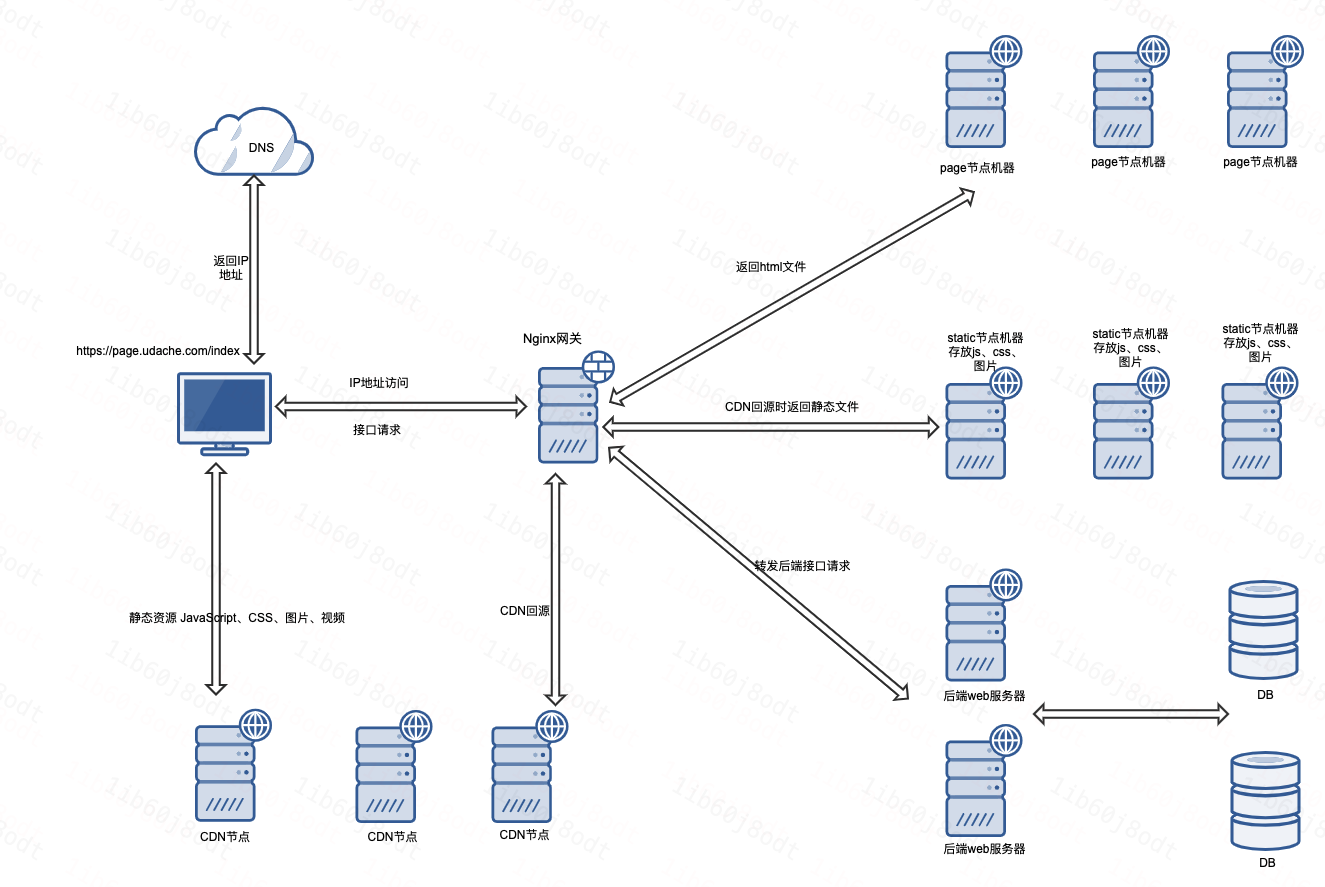 DNS
返回IP
地址
https://page.udache.com/index
IP地址访问
接口请求
Nginx网关
返回html文件
page节点机器
page节点机器
page节点机器
static节点机器
存放js、css、
图片
static节点机器
存放js、css、
图片
static节点机器
存放js、css、
图片
CDN回源时返回静态文件
转发后端接口请求
静态资源 JavaScript、CSS、图片、视频
CDN回源
后端web服务器
DB
CDN节点
CDN节点
CDN节点
后端web服务器
DB
1ib60j8odt